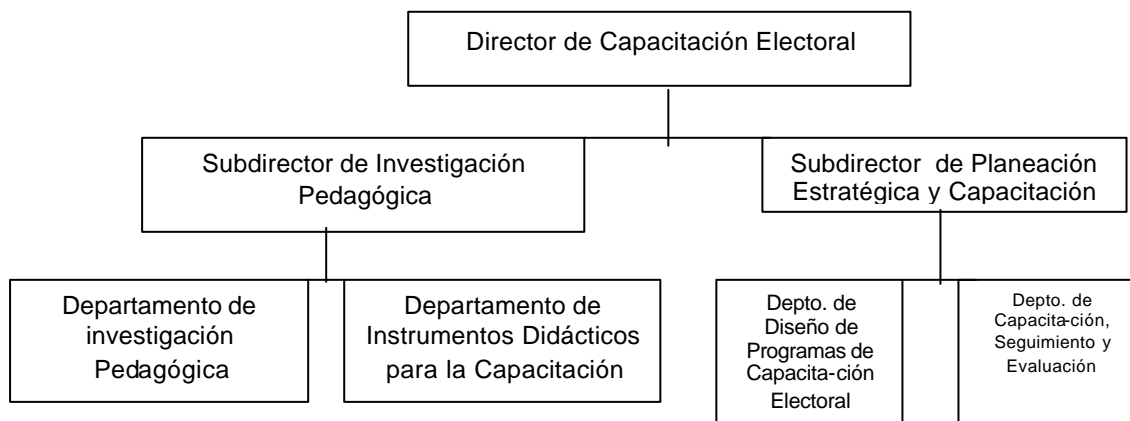 Director de Capacitación Electoral
Subdirector de Investigación
Pedagógica
Subdirector de Planeación
Estratégica y Capacitación
Departamento de
investigación
Pedagógica
Departamento de
Instrumentos Didácticos
para la Capacitación
Depto. de
Diseño de
Programas de
Capacita-ción
Electoral
Depto. de
Capacita-ción,
Seguimiento y
Evaluación